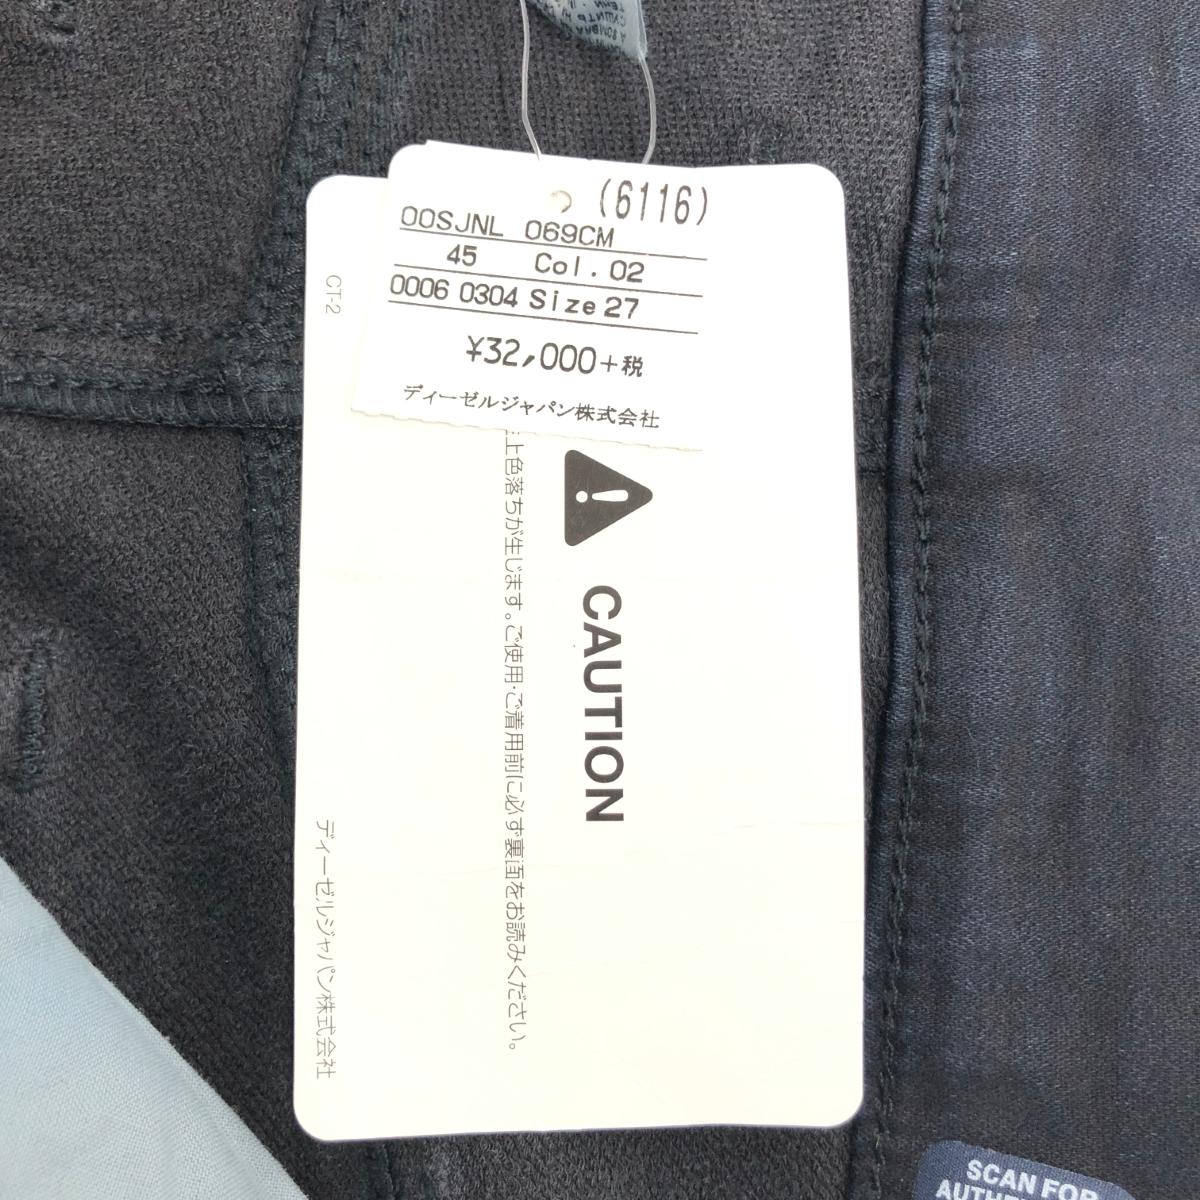 (6116)
00SJNL 069CM
45 Col.02
0006 0304 Size 27
¥32,000+税
ディーゼルジャパン株式会社
CAUTION
上色落ちが生じます。ご使用・ご着用前に必ず裏面をお読みください。
CT-2
ディーゼルジャパン株式会社
SCAN FOR